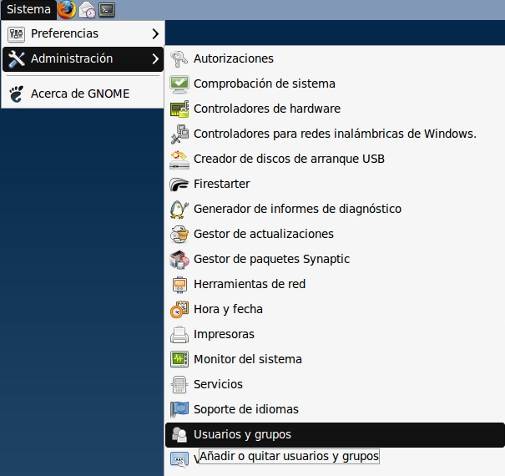 Sistema
Preferencias
Administración
Acerca de GNOME
Autorizaciones
Comprobación de sistema
Controladores de hardware
Controladores para redes inalámbricas de Windows.
Creador de discos de arranque USB
Firestarter
Generador de informes de diagnóstico
Gestor de actualizaciones
Gestor de paquetes Synaptic
Herramientas de red
Hora y fecha
Impresoras
Monitor del sistema
Servicios
Soporte de idiomas
Usuarios y grupos
Añadir o quitar usuarios y grupos